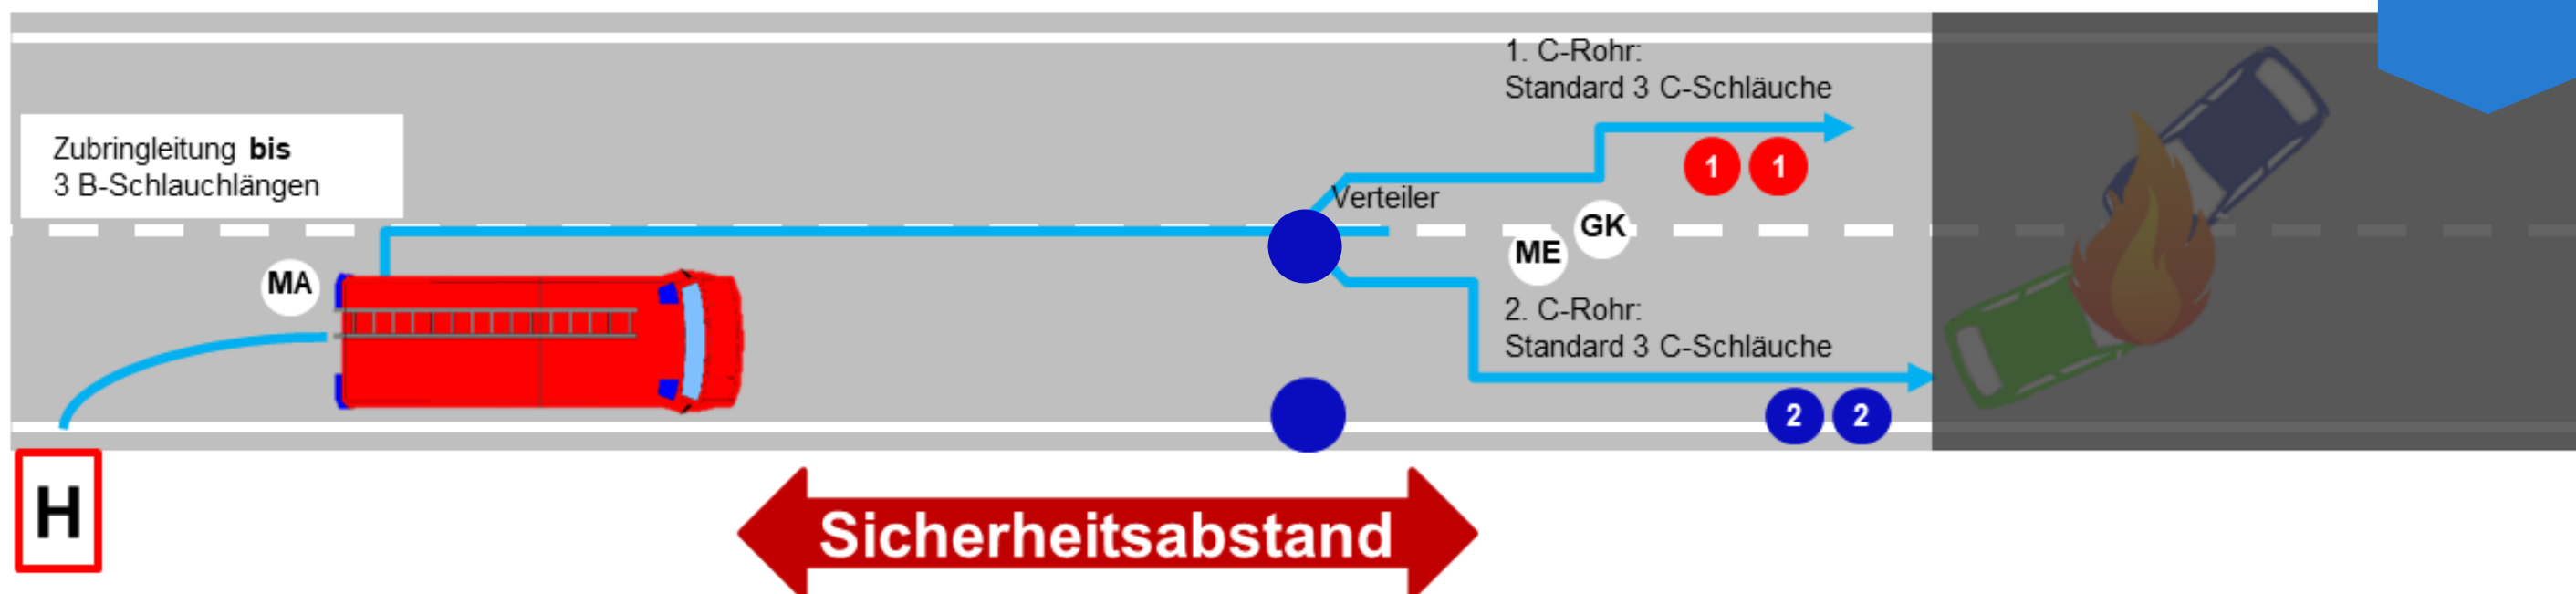 1. C-Rohr:
Standard 3 C-Schläuche
Zubringleitung bis
3 B-Schlauchlängen
1 1
Verteiler
GK
ME
MA
2. C-Rohr:
Standard 3 C-Schläuche
2 2
H
Sicherheitsabstand